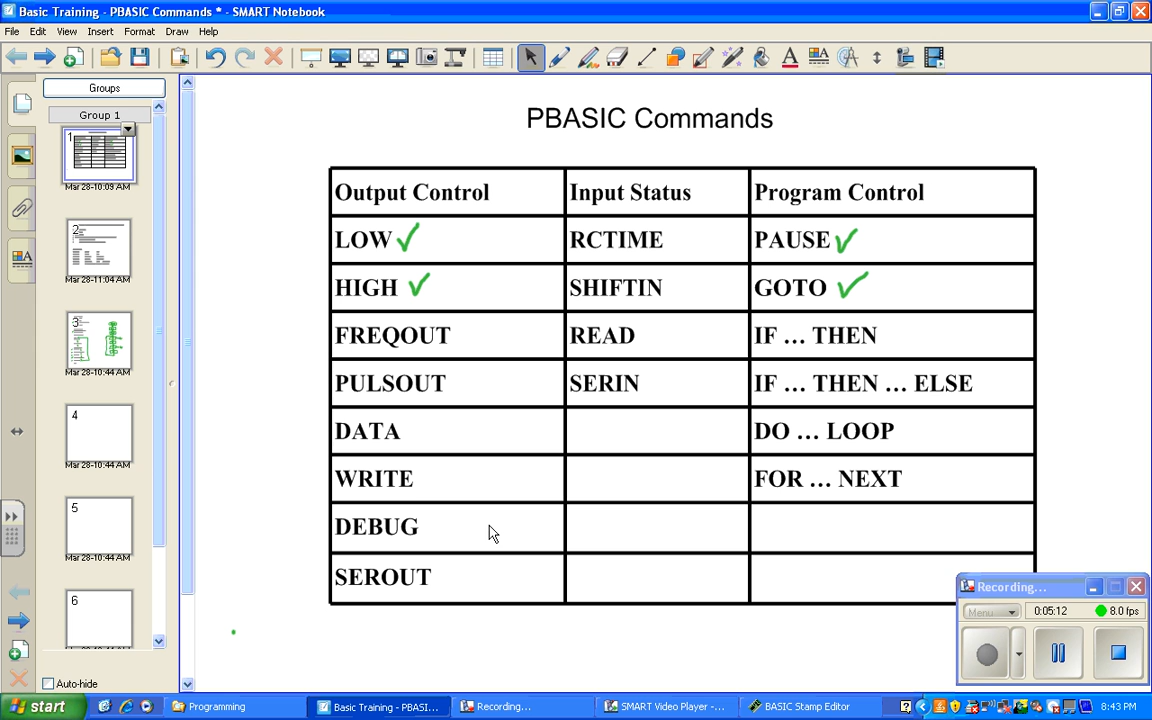 Basic Training - PBASIC Commands * - SMART Notebook
File Edit View Insert Format Draw Help
Groups
Group 1
1
Mar 28-10:09 AM
2
Mar 28-11:04 AM
3
Mar 28-10:44 AM
4
Mar 28-10:44 AM
5
Mar 28-10:44 AM
6
Auto-hide
PBASIC Commands
Output Control Input Status Program Control
LOW RCTIME PAUSE
HIGH SHIFTIN GOTO
FREQOUT READ IF … THEN
PULSOUT SERIN IF … THEN … ELSE
DATA DO … LOOP
WRITE FOR … NEXT
DEBUG
SEROUT
Recording...
Menu 0:05:12 8.0 fps
start Programming Basic Training - PBASI... Recording... SMART Video Player -... BASIC Stamp Editor 8:43 PM